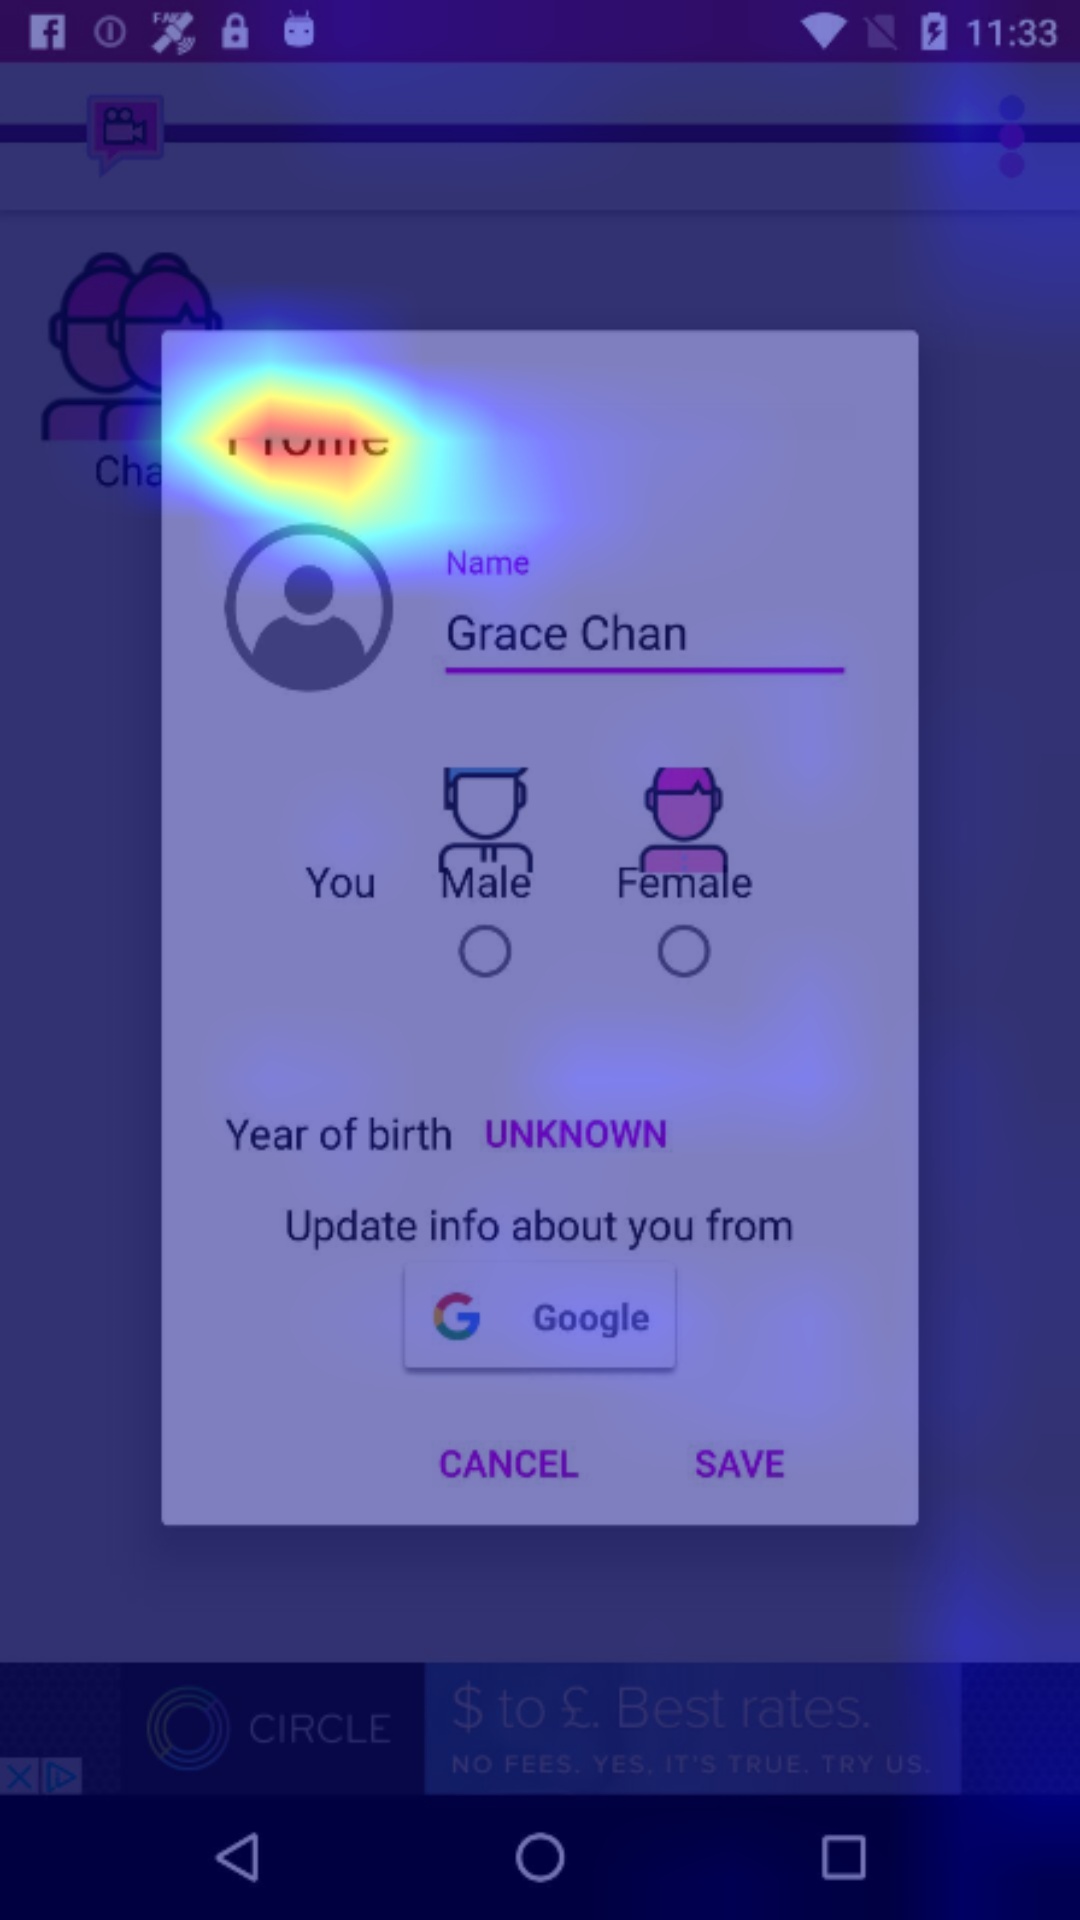 11:33
Cha
Profile
Name
Grace Chan
You
Male
Female
Year of birth UNKNOWN
Update info about you from
Google
CANCEL SAVE
CIRCLE
$ to £. Best rates.
NO FEES. YES, IT'S TRUE. TRY US.